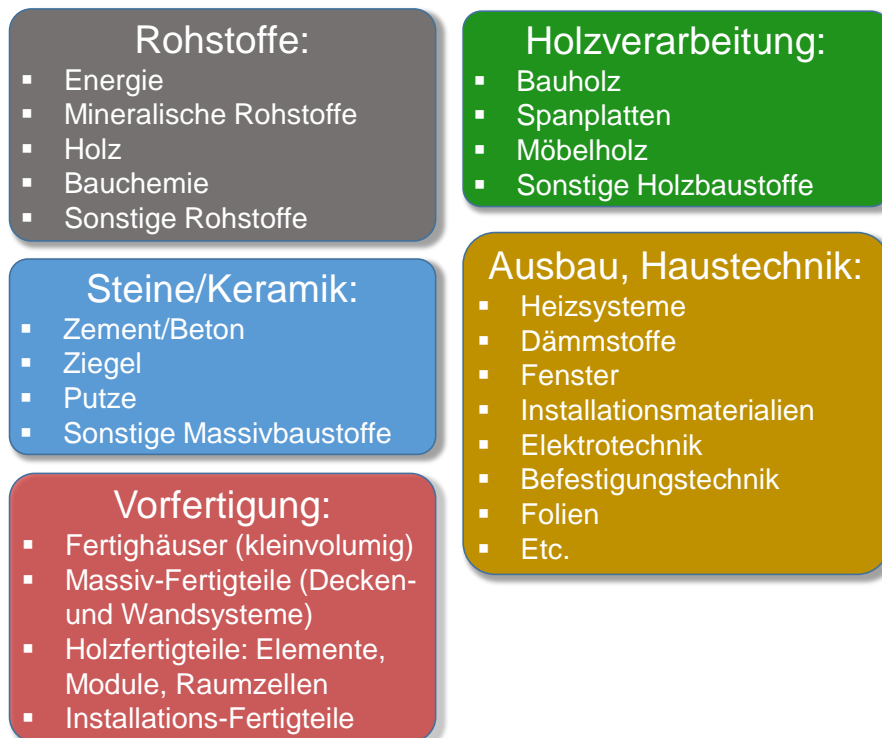 Rohstoffe:
▪ Energie
▪ Mineralische Rohstoffe
▪ Holz
▪ Bauchemie
▪ Sonstige Rohstoffe
Steine/Keramik:
▪ Zement/Beton
▪ Ziegel
▪ Putze
▪ Sonstige Massivbaustoffe
Vorfertigung:
▪ Fertighäuser (kleinvolumig)
▪ Massiv-Fertigteile (Decken-
und Wandsysteme)
▪ Holzfertigteile: Elemente,
Module, Raumzellen
▪ Installations-Fertigteile
Holzverarbeitung:
▪ Bauholz
▪ Spanplatten
▪ Möbelholz
▪ Sonstige Holzbaustoffe
Ausbau, Haustechnik:
▪ Heizsysteme
▪ Dämmstoffe
▪ Fenster
▪ Installationsmaterialien
▪ Elektrotechnik
▪ Befestigungstechnik
▪ Folien
▪ Etc.